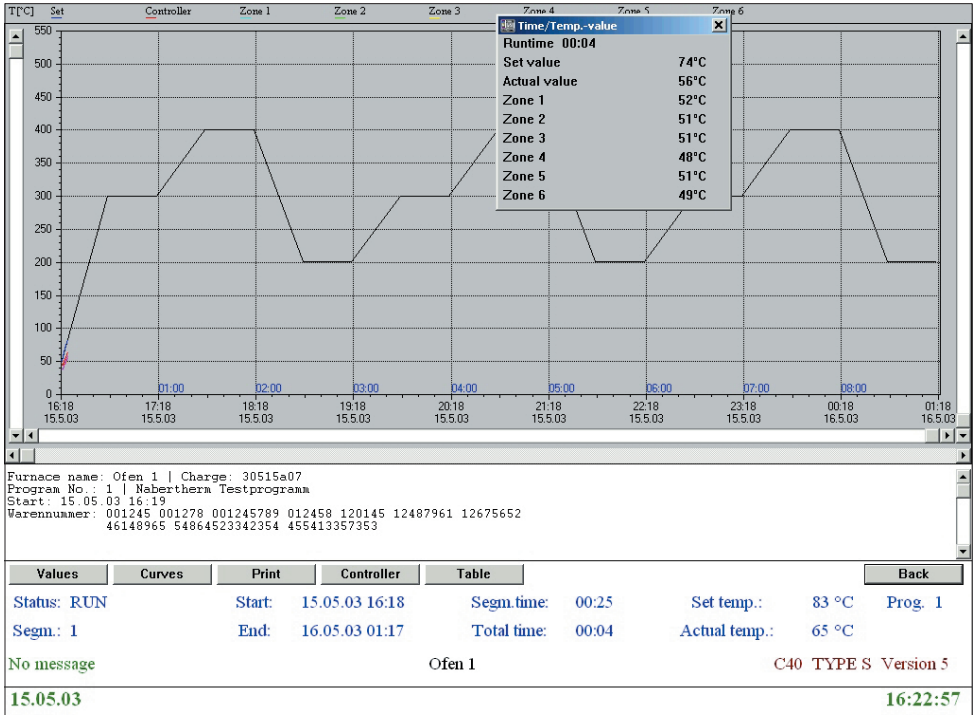 T[°C] Set Controller Zone 1 Zone 2 Zone 3 Zone 4 Zone 5 Zone 6
Time/Temp.-value
Runtime 00:04
Set value 74°C
Actual value 56°C
Zone 1 52°C
Zone 2 51°C
Zone 3 51°C
Zone 4 48°C
Zone 5 51°C
Zone 6 49°C
550
500
450
400
350
300
250
200
150
100
50
0
01:00 02:00 03:00 04:00 05:00 06:00 07:00 08:00
16:18 17:18 18:18 19:18 20:18 21:18 22:18 23:18 00:18 01:18
15.5.03 15.5.03 15.5.03 15.5.03 15.5.03 15.5.03 15.5.03 15.5.03 16.5.03 16.5.03
Furnace name: Ofen 1 | Charge: 30515a07
Program No.: 1 | Nabertherm Testprogramm
Start: 15.05.03 16:19
Warennummer: 001245 001278 001245789 012458 120145 12487961 12675652
46148965 54864523342354 455413357353
Values Curves Print Controller Table Back
Status: RUN Start: 15.05.03 16:18 Segm.time: 00:25 Set temp.: 83 °C Prog. 1
Segm.: 1 End: 16.05.03 01:17 Total time: 00:04 Actual temp.: 65 °C
No message Ofen 1 C40 TYPE S Version 5
15.05.03 16:22:57